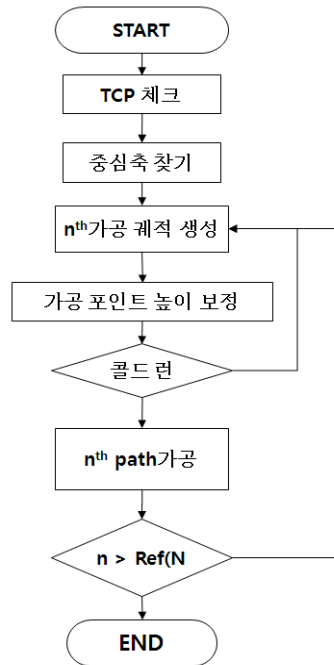 START
TCP 체크
중심축 찾기
nth가공 궤적 생성
가공 포인트 높이 보정
콜드 런
nth path가공
n > Ref(N
END